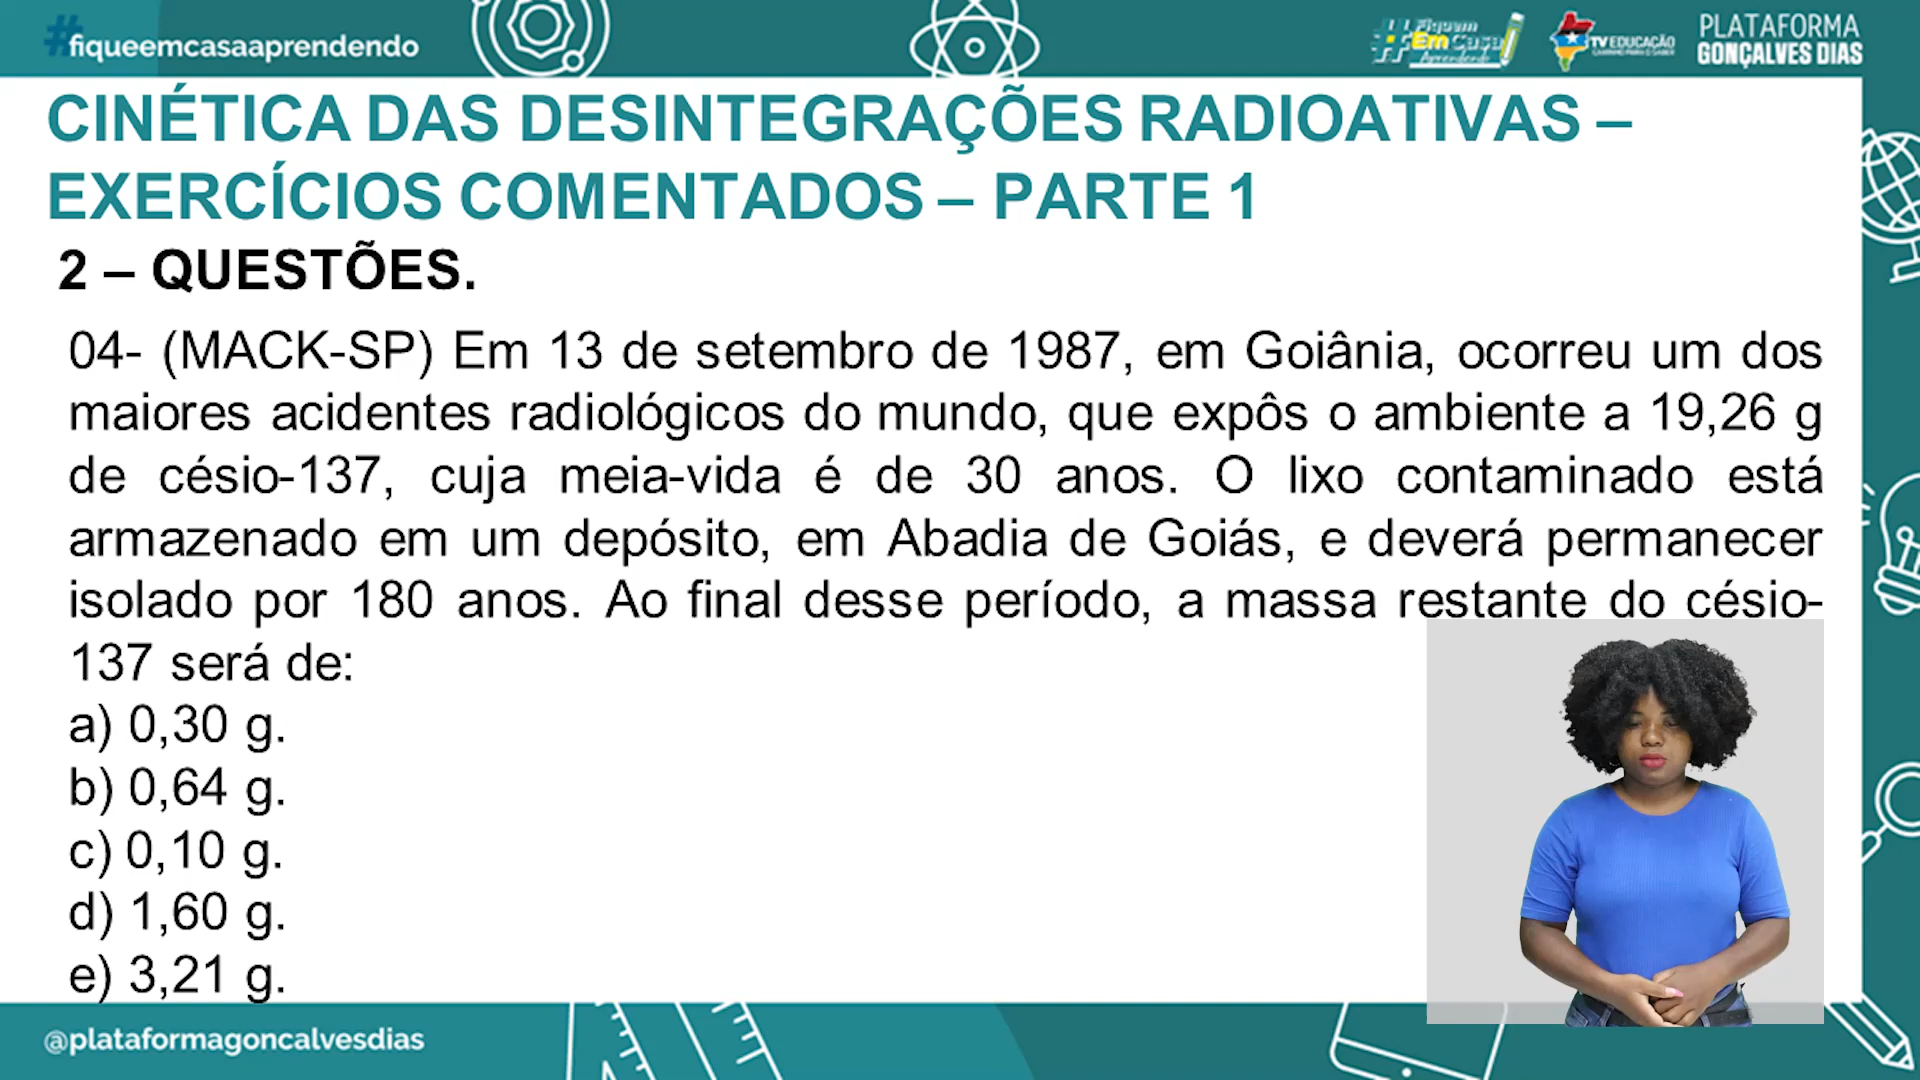 #fiqueemcasaaprendendo
#Fiquem
Em Casa
Aprendendo
TV EDUCAÇÃO
PLATAFORMA
GONÇALVES DIAS
CINÉTICA DAS DESINTEGRAÇÕES RADIOATIVAS –
EXERCÍCIOS COMENTADOS – PARTE 1
2 – QUESTÕES.
04- (MACK-SP) Em 13 de setembro de 1987, em Goiânia, ocorreu um dos
maiores acidentes radiológicos do mundo, que expôs o ambiente a 19,26 g
de césio-137, cuja meia-vida é de 30 anos. O lixo contaminado está
armazenado em um depósito, em Abadia de Goiás, e deverá permanecer
isolado por 180 anos. Ao final desse período, a massa restante do césio-
137 será de:
a) 0,30 g.
b) 0,64 g.
c) 0,10 g.
d) 1,60 g.
e) 3,21 g.
@plataformagoncalvesdias